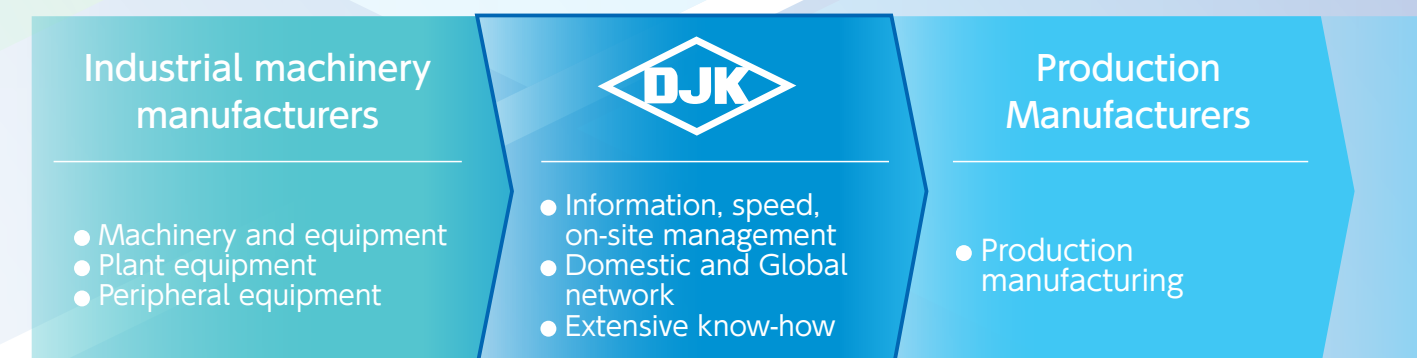 Industrial machinery
manufacturers
● Machinery and equipment
● Plant equipment
● Peripheral equipment
DJK
● Information, speed,
on-site management
● Domestic and Global
network
● Extensive know-how
Production
Manufacturers
● Production
manufacturing